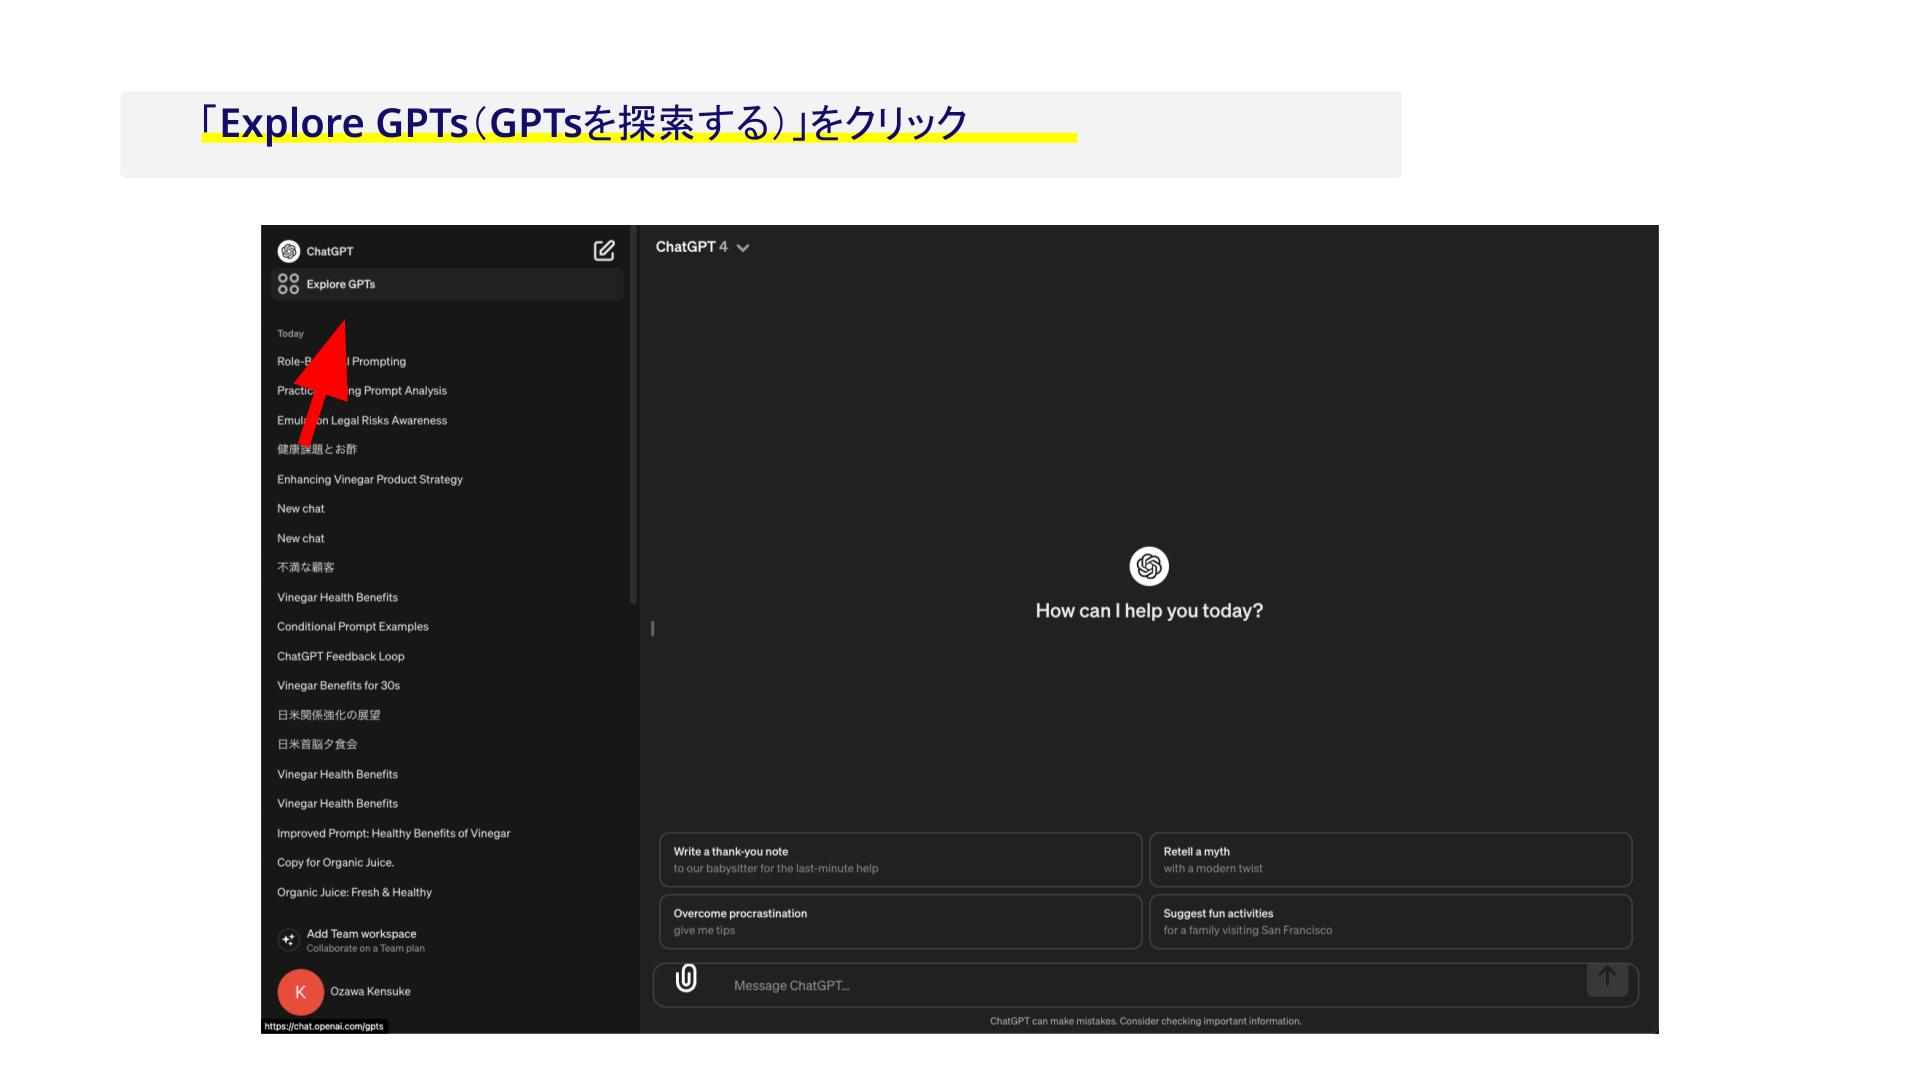 「Explore GPTs（GPTsを探索する）」をクリック
ChatGPT
Explore GPTs
Today
Role-B l Prompting
Practic ng Prompt Analysis
Emul on Legal Risks Awareness
健康課題とお酢
Enhancing Vinegar Product Strategy
New chat
New chat
不満な顧客
Vinegar Health Benefits
Conditional Prompt Examples
ChatGPT Feedback Loop
Vinegar Benefits for 30s
日米関係強化の展望
日米首脳夕食会
Vinegar Health Benefits
Vinegar Health Benefits
Improved Prompt: Healthy Benefits of Vinegar
Copy for Organic Juice.
Organic Juice: Fresh & Healthy
Add Team workspace
Collaborate on a Team plan
K
Ozawa Kensuke
https://chat.openai.com/gpts
ChatGPT 4
How can I help you today?
Write a thank-you note
to our babysitter for the last-minute help
Retell a myth
with a modern twist
Overcome procrastination
give me tips
Suggest fun activities
for a family visiting San Francisco
Message ChatGPT...
ChatGPT can make mistakes. Consider checking important information.